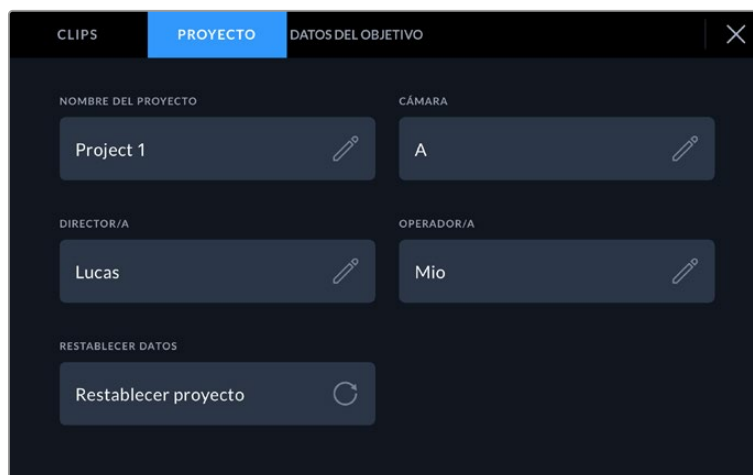 CLIPS PROYECTO DATOS DEL OBJETIVO
NOMBRE DEL PROYECTO CÁMARA
Project 1 A
DIRECTOR/A OPERADOR/A
Lucas Mio
RESTABLECER DATOS
Restablecer proyecto